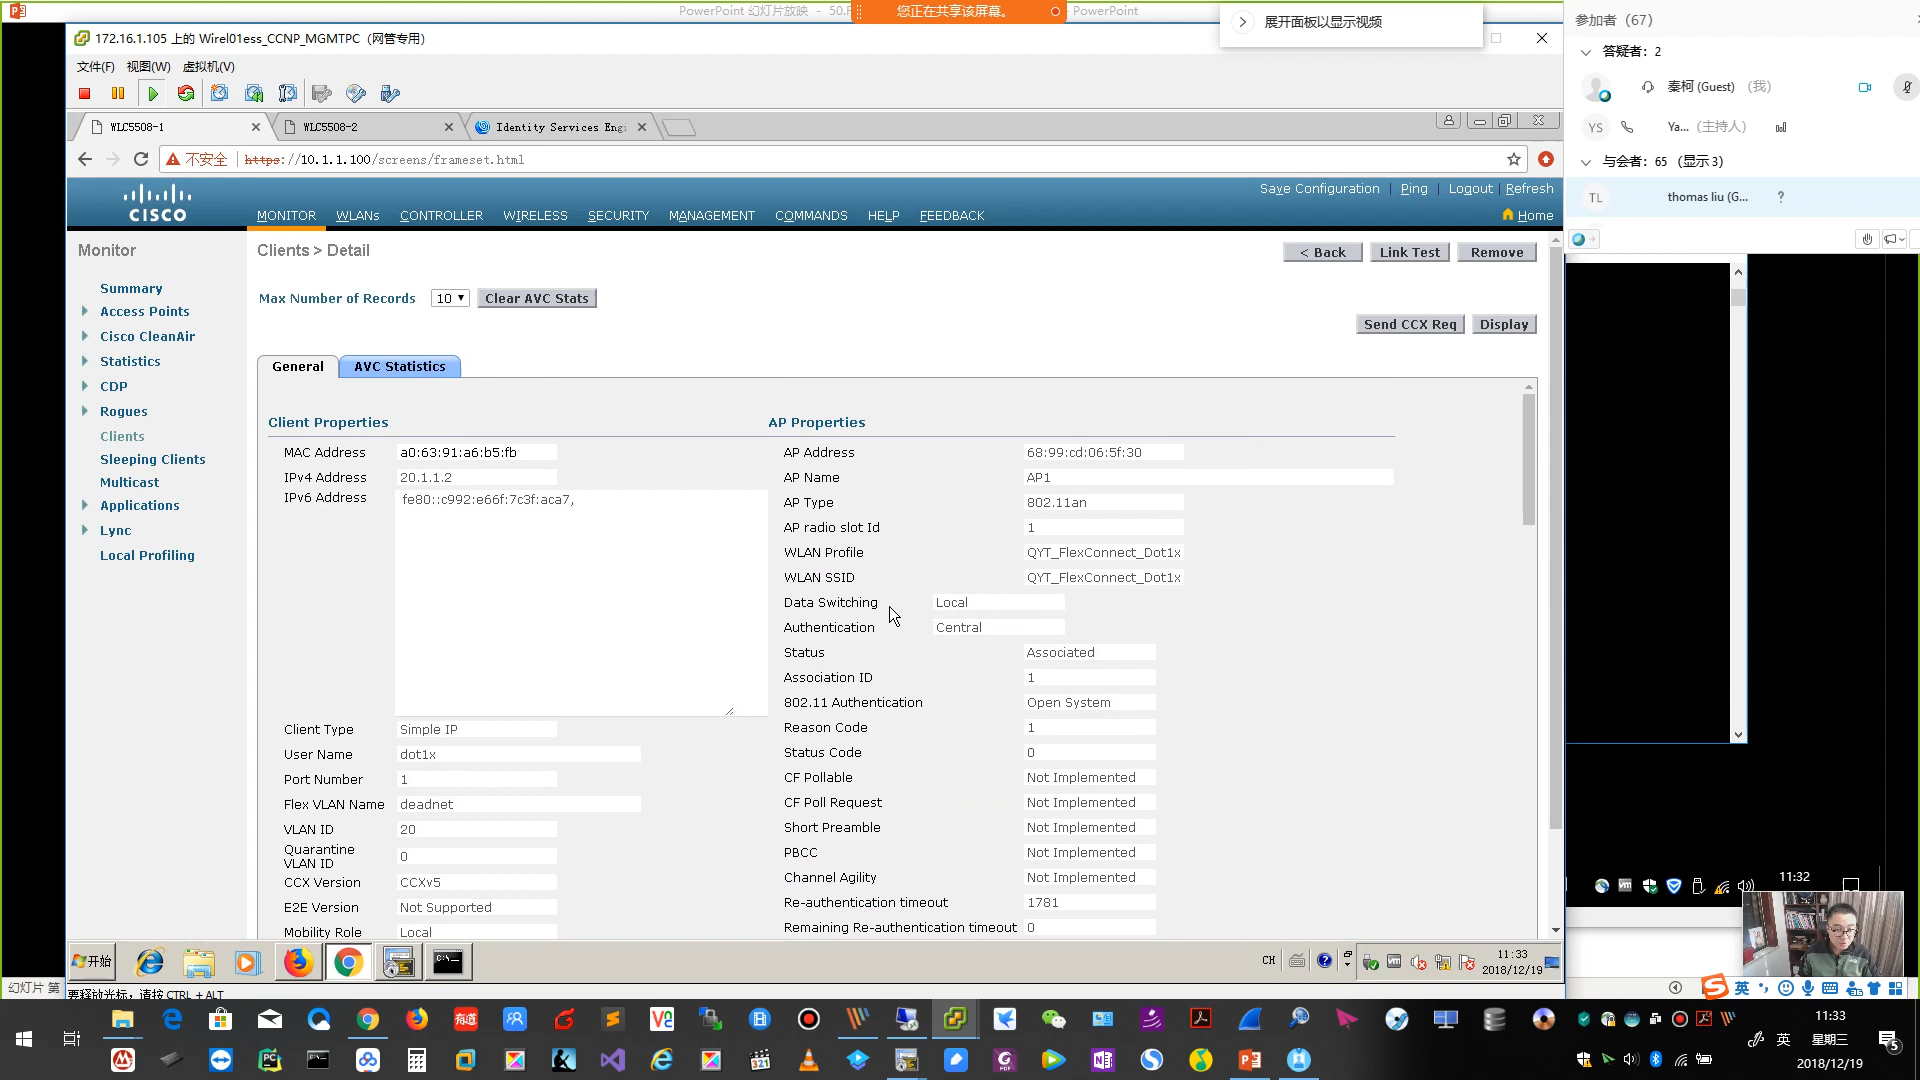 PowerPoint 幻灯片放映 - 50.F
您正在共享该屏幕。
PowerPoint
展开面板以显示视频
参加者 (67)
172.16.1.105 上的 Wirel01ess_CCNP_MGMTPC (网管专用)
答疑者: 2
文件(F) 视图(W) 虚拟机(V)
秦柯 (Guest) (我)
WLC5508-1
WLC5508-2
Identity Services Engi
YS
Ya... (主持人)
不安全
https://10.1.1.100/screens/frameset.html
与会者: 65 (显示 3)
Save Configuration
Ping
Logout
Refresh
TL
thomas liu (G...
?
CISCO
MONITOR
WLANs
CONTROLLER
WIRELESS
SECURITY
MANAGEMENT
COMMANDS
HELP
FEEDBACK
Home
Monitor
Clients > Detail
< Back
Link Test
Remove
Summary
Access Points
Cisco CleanAir
Statistics
CDP
Rogues
Clients
Sleeping Clients
Multicast
Applications
Lync
Local Profiling
Max Number of Records
10
Clear AVC Stats
Send CCX Req
Display
General
AVC Statistics
Client Properties
MAC Address a0:63:91:a6:b5:fb
IPv4 Address 20.1.1.2
IPv6 Address fe80::c992:e66f:7c3f:aca7,
Client Type Simple IP
User Name dot1x
Port Number 1
Flex VLAN Name deadnet
VLAN ID 20
Quarantine
VLAN ID 0
CCX Version CCXv5
E2E Version Not Supported
Mobility Role Local
AP Properties
AP Address 68:99:cd:06:5f:30
AP Name AP1
AP Type 802.11an
AP radio slot Id 1
WLAN Profile QYT_FlexConnect_Dot1x
WLAN SSID QYT_FlexConnect_Dot1x
Data Switching Local
Authentication Central
Status Associated
Association ID 1
802.11 Authentication Open System
Reason Code 1
Status Code 0
CF Pollable Not Implemented
CF Poll Request Not Implemented
Short Preamble Not Implemented
PBCC Not Implemented
Channel Agility Not Implemented
Re-authentication timeout 1781
Remaining Re-authentication timeout 0
11:32
开始
CH
11:33
2018/12/19
幻灯片 第
要释放光标，请按 CTRL + ALT
英
11:33
英
星期三
2018/12/19
5